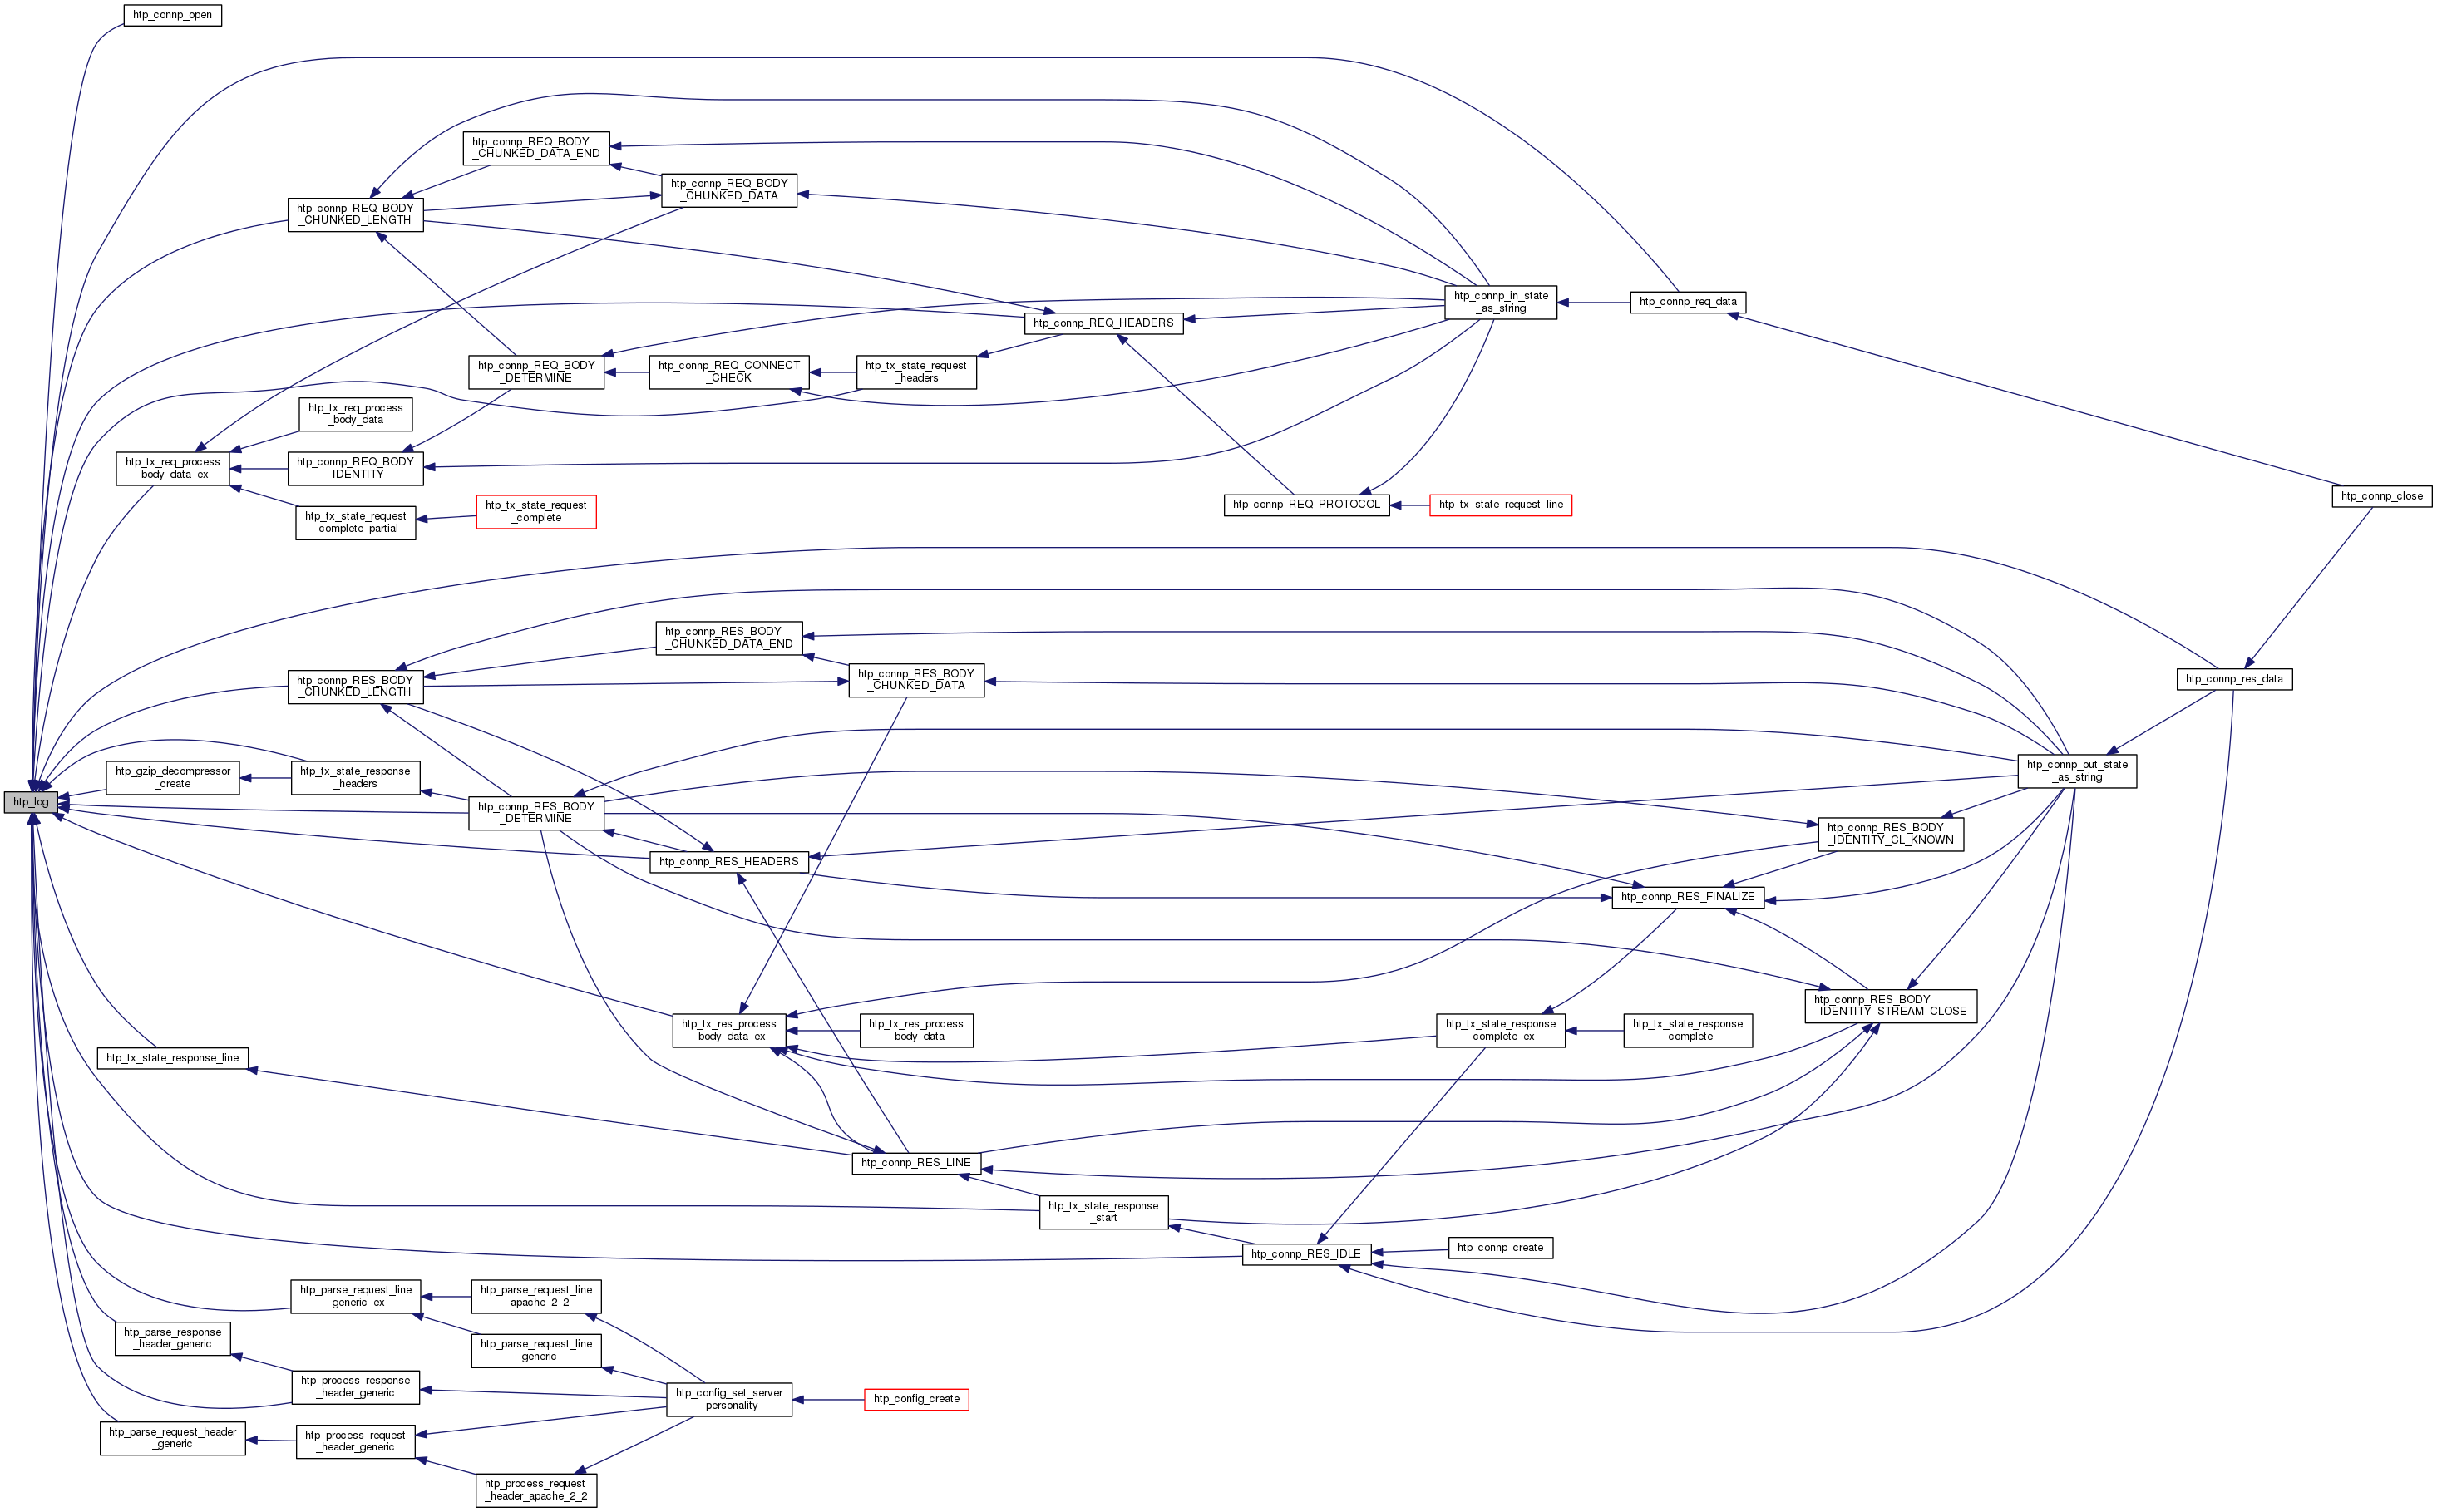 htp_connp_open
htp_connp_REQ_BODY
_CHUNKED_DATA_END
htp_connp_REQ_BODY
_CHUNKED_DATA
htp_connp_REQ_BODY
_CHUNKED_LENGTH
htp_connp_in_state
_as_string
htp_connp_req_data
htp_connp_REQ_HEADERS
htp_connp_REQ_BODY
_DETERMINE
htp_connp_REQ_CONNECT
_CHECK
htp_tx_state_request
_headers
htp_tx_req_process
_body_data
htp_tx_req_process
_body_data_ex
htp_connp_REQ_BODY
_IDENTITY
htp_tx_state_request
_complete_partial
htp_tx_state_request
_complete
htp_connp_REQ_PROTOCOL
htp_tx_state_request_line
htp_connp_close
htp_connp_RES_BODY
_CHUNKED_DATA_END
htp_connp_RES_BODY
_CHUNKED_LENGTH
htp_connp_RES_BODY
_CHUNKED_DATA
htp_connp_res_data
htp_gzip_decompressor
_create
htp_tx_state_response
_headers
htp_connp_out_state
_as_string
htp_log
htp_connp_RES_BODY
_DETERMINE
htp_connp_RES_BODY
_IDENTITY_CL_KNOWN
htp_connp_RES_HEADERS
htp_connp_RES_FINALIZE
htp_connp_RES_BODY
_IDENTITY_STREAM_CLOSE
htp_tx_res_process
_body_data_ex
htp_tx_res_process
_body_data
htp_tx_state_response
_complete_ex
htp_tx_state_response
_complete
htp_tx_state_response_line
htp_connp_RES_LINE
htp_tx_state_response
_start
htp_connp_RES_IDLE
htp_connp_create
htp_parse_request_line
_generic_ex
htp_parse_request_line
_apache_2_2
htp_parse_response
_header_generic
htp_parse_request_line
_generic
htp_process_response
_header_generic
htp_config_set_server
_personality
htp_config_create
htp_parse_request_header
_generic
htp_process_request
_header_generic
htp_process_request
_header_apache_2_2